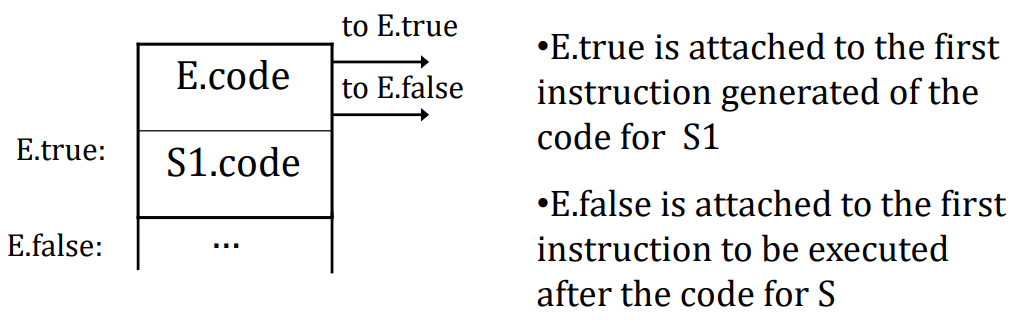 to E.true
E.code
to E.false
E.true:
S1.code
E.false:
...
•E.true is attached to the first
instruction generated of the
code for S1
•E.false is attached to the first
instruction to be executed
after the code for S